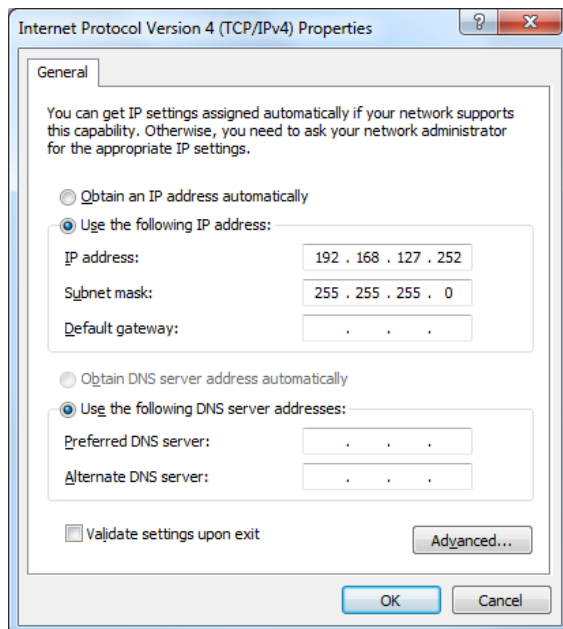 Internet Protocol Version 4 (TCP/IPv4) Properties
?
X
General
You can get IP settings assigned automatically if your network supports
this capability. Otherwise, you need to ask your network administrator
for the appropriate IP settings.
Obtain an IP address automatically
Use the following IP address:
IP address: 192 . 168 . 127 . 252
Subnet mask: 255 . 255 . 255 . 0
Default gateway: . . .
Obtain DNS server address automatically
Use the following DNS server addresses:
Preferred DNS server: . . .
Alternate DNS server: . . .
Validate settings upon exit
Advanced...
OK Cancel